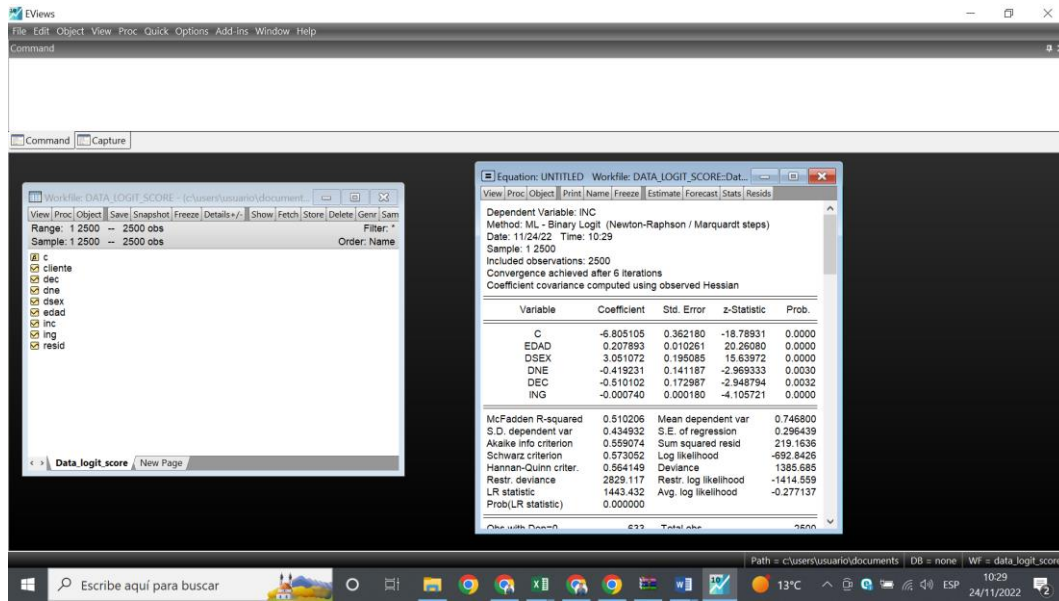 EViews
File Edit Object View Proc Quick Options Add-ins Window Help
Command
Command Capture
Workfile: DATA_LOGIT_SCORE - (c:\users\usuario\document...
View Proc Object Save Snapshot Freeze Details+/- Show Fetch Store Delete Genr Sam
Range: 1 2500 -- 2500 obs Filter: *
Sample: 1 2500 -- 2500 obs Order: Name
c
cliente
dec
dne
dsex
edad
inc
ing
resid
Data_logit_score New Page
Equation: UNTITLED Workfile: DATA_LOGIT_SCORE::Dat...
View Proc Object Print Name Freeze Estimate Forecast Stats Resids
Dependent Variable: INC
Method: ML - Binary Logit (Newton-Raphson / Marquardt steps)
Date: 11/24/22 Time: 10:29
Sample: 1 2500
Included observations: 2500
Convergence achieved after 6 iterations
Coefficient covariance computed using observed Hessian
Variable Coefficient Std. Error z-Statistic Prob.
C -6.805105 0.362180 -18.78931 0.0000
EDAD 0.207893 0.010261 20.26080 0.0000
DSEX 3.051072 0.195085 15.63972 0.0000
DNE -0.419231 0.141187 -2.969333 0.0030
DEC -0.510102 0.172987 -2.948794 0.0032
ING -0.000740 0.000180 -4.105721 0.0000
McFadden R-squared 0.510206 Mean dependent var 0.746800
S.D. dependent var 0.434932 S.E. of regression 0.296439
Akaike info criterion 0.559074 Sum squared resid 219.1636
Schwarz criterion 0.573052 Log likelihood -692.8426
Hannan-Quinn criter. 0.564149 Deviance 1385.685
Restr. deviance 2829.117 Restr. log likelihood -1414.559
LR statistic 1443.432 Avg. log likelihood -0.277137
Prob(LR statistic) 0.000000
Obs with Dep=0 633 Total obs 2500
Path = c:\users\usuario\documents DB = none WF = data_logit_score
Escribe aquí para buscar
13°C ESP 10:29
24/11/2022
2